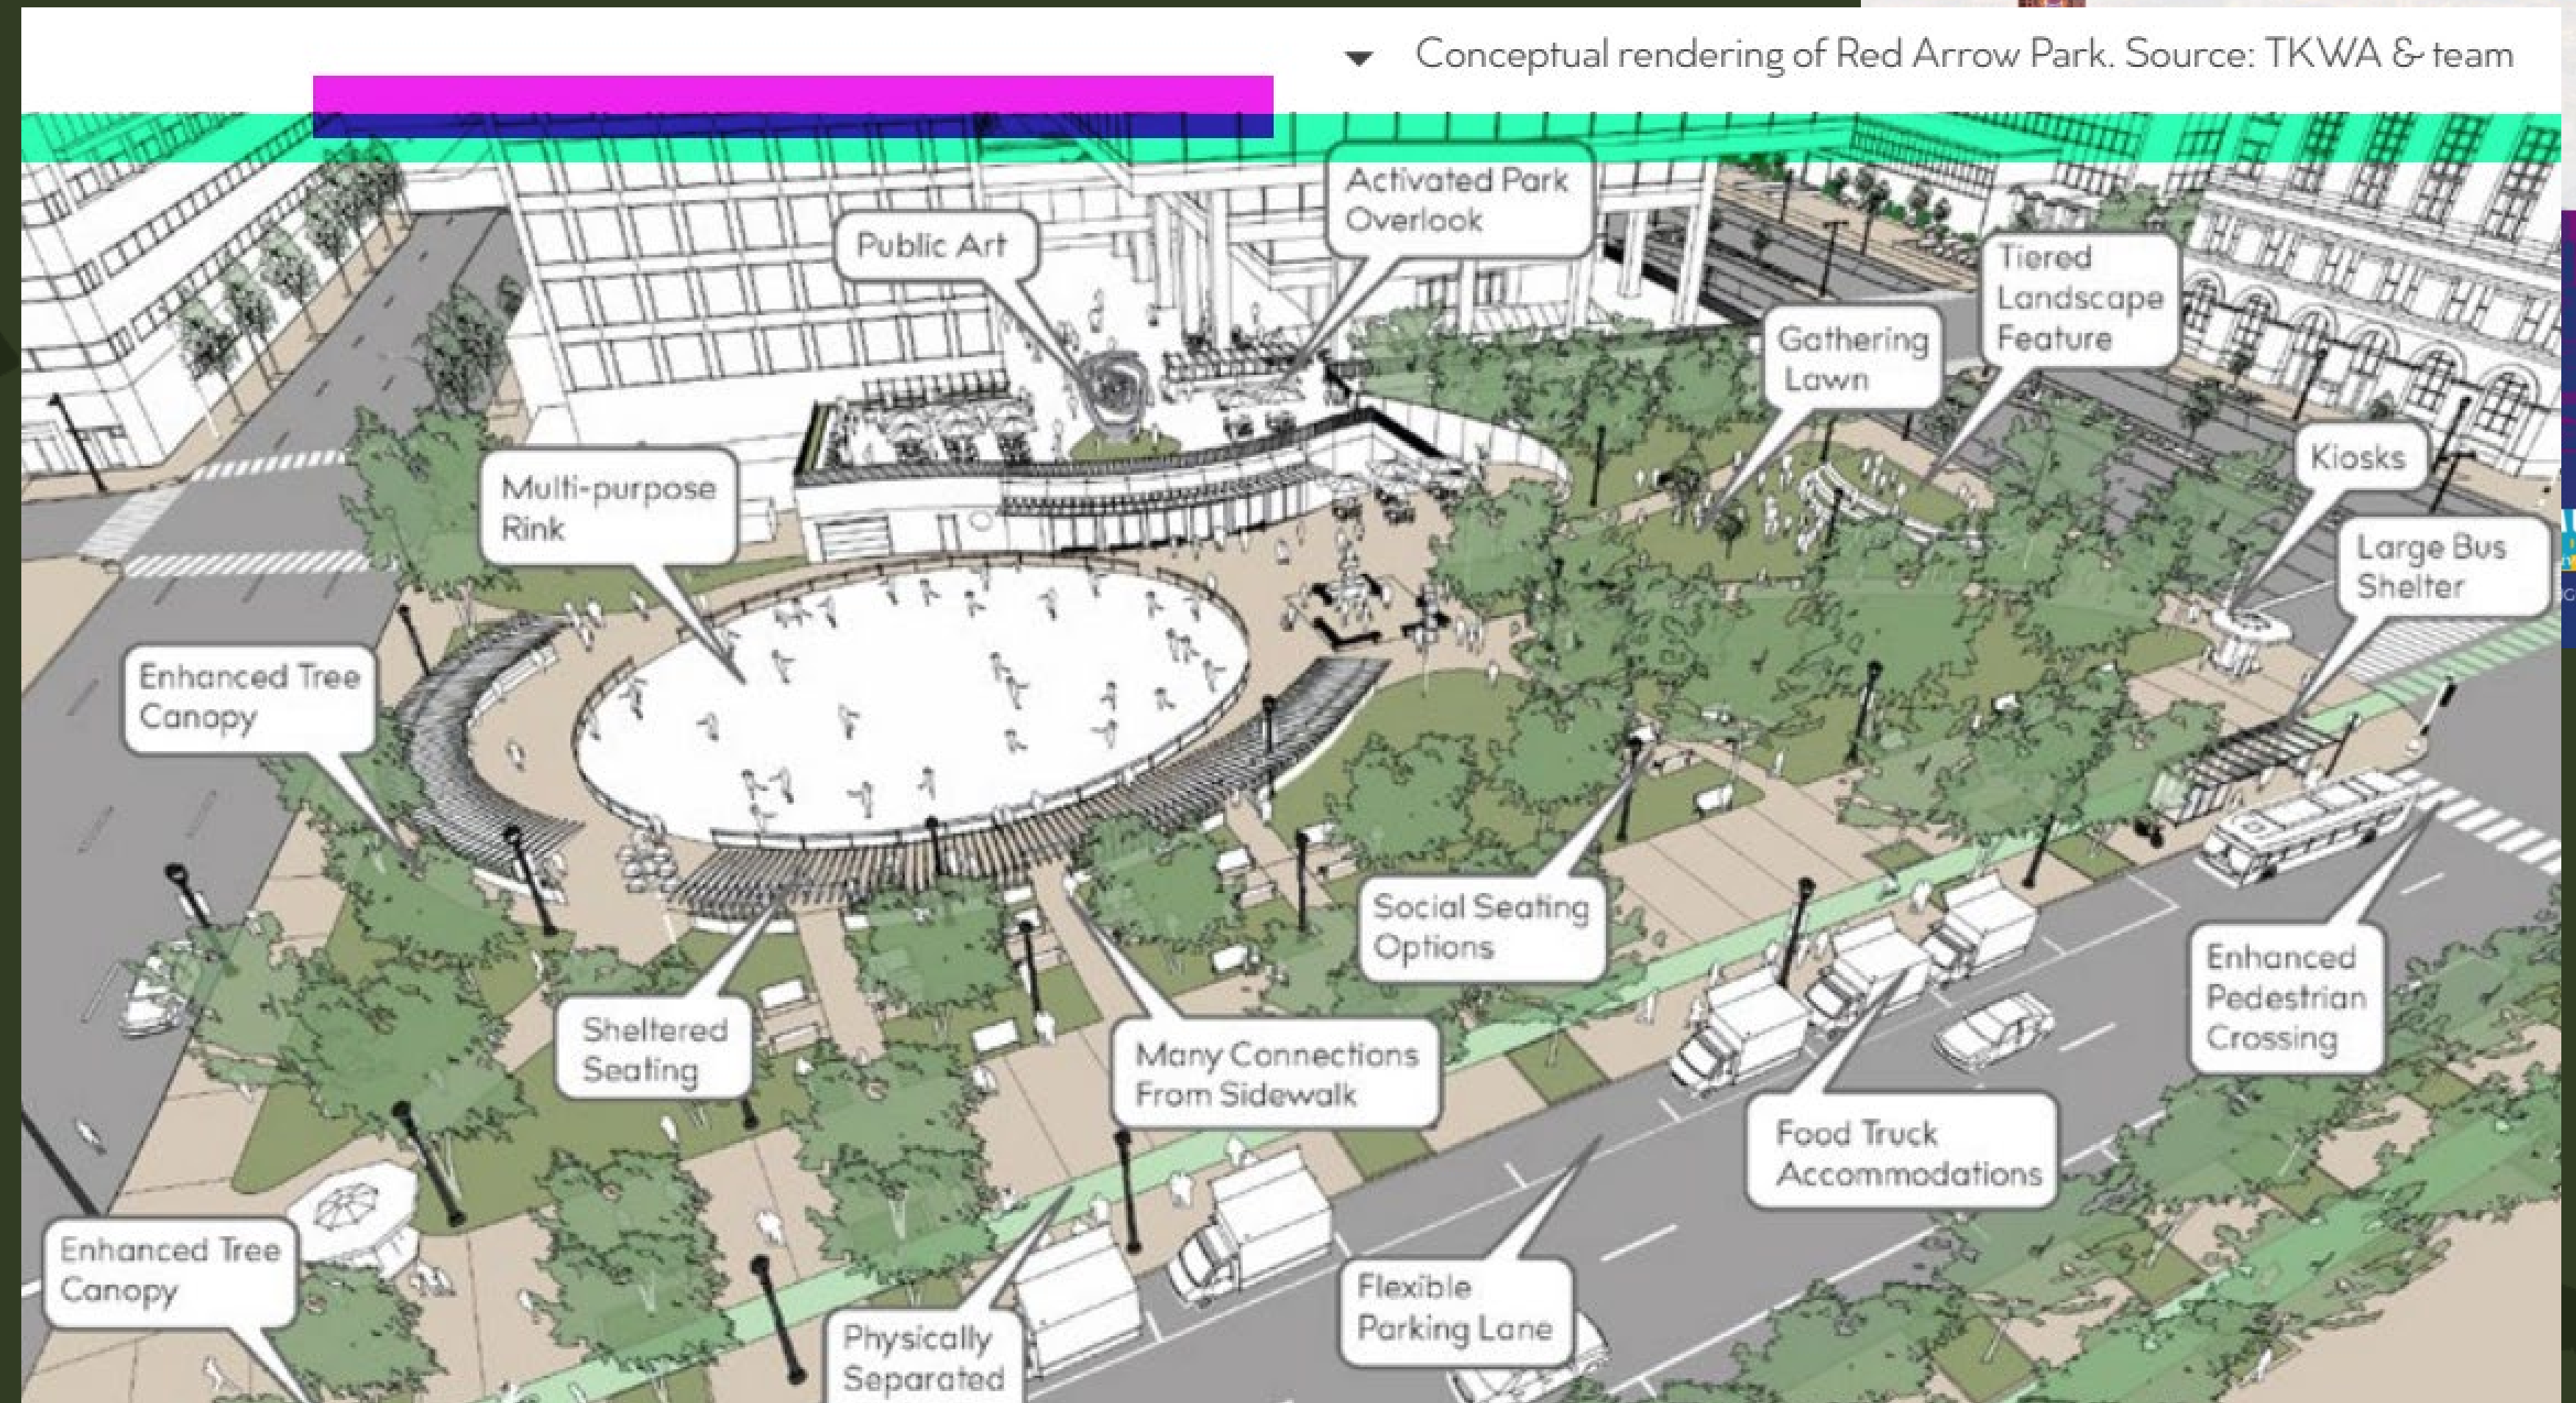 Conceptual rendering of Red Arrow Park. Source: TKWA & team
Activated Park
Overlook
Public Art
Tiered
Landscape
Feature
Gathering
Lawn
Kiosks
Multi-purpose
Rink
Large Bus
Shelter
Enhanced Tree
Canopy
Social Seating
Options
Enhanced
Pedestrian
Crossing
Sheltered
Seating
Many Connections
From Sidewalk
Food Truck
Accommodations
Enhanced Tree
Canopy
Flexible
Parking Lane
Physically
Separated